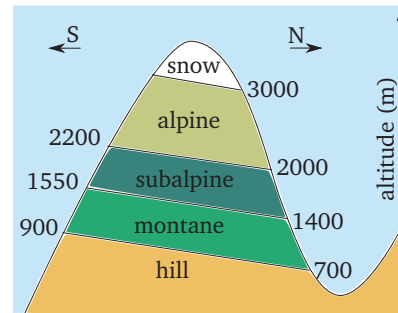 S
N
snow
3000
alpine
2200
2000
subalpine
1550
1400
montane
900
700
hill
altitude (m)